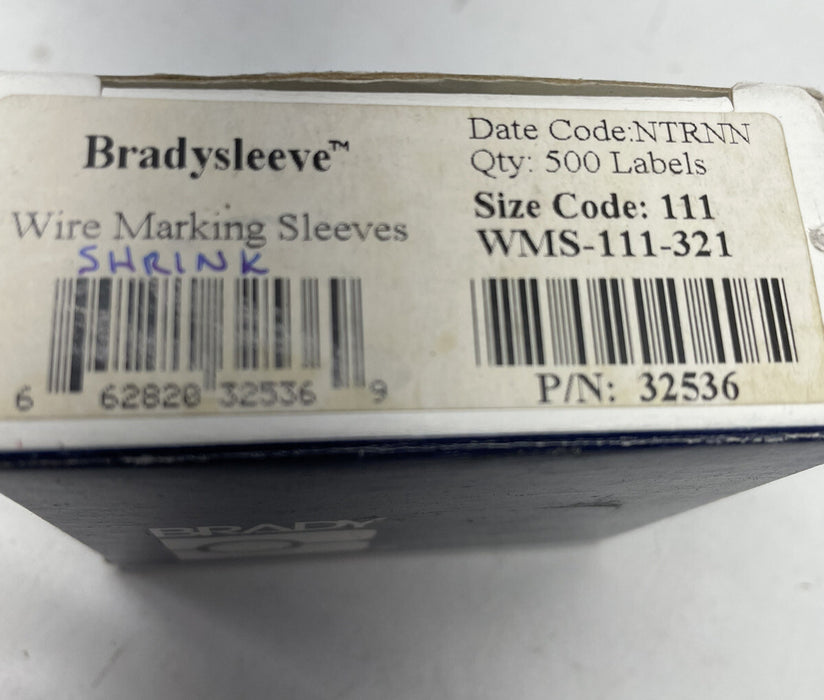 Bradysleeve™
Wire Marking Sleeves
SHRINK
6 62820 32536 9
Date Code:NTRNN
Qty: 500 Labels
Size Code: 111
WMS-111-321
P/N: 32536
BRADY